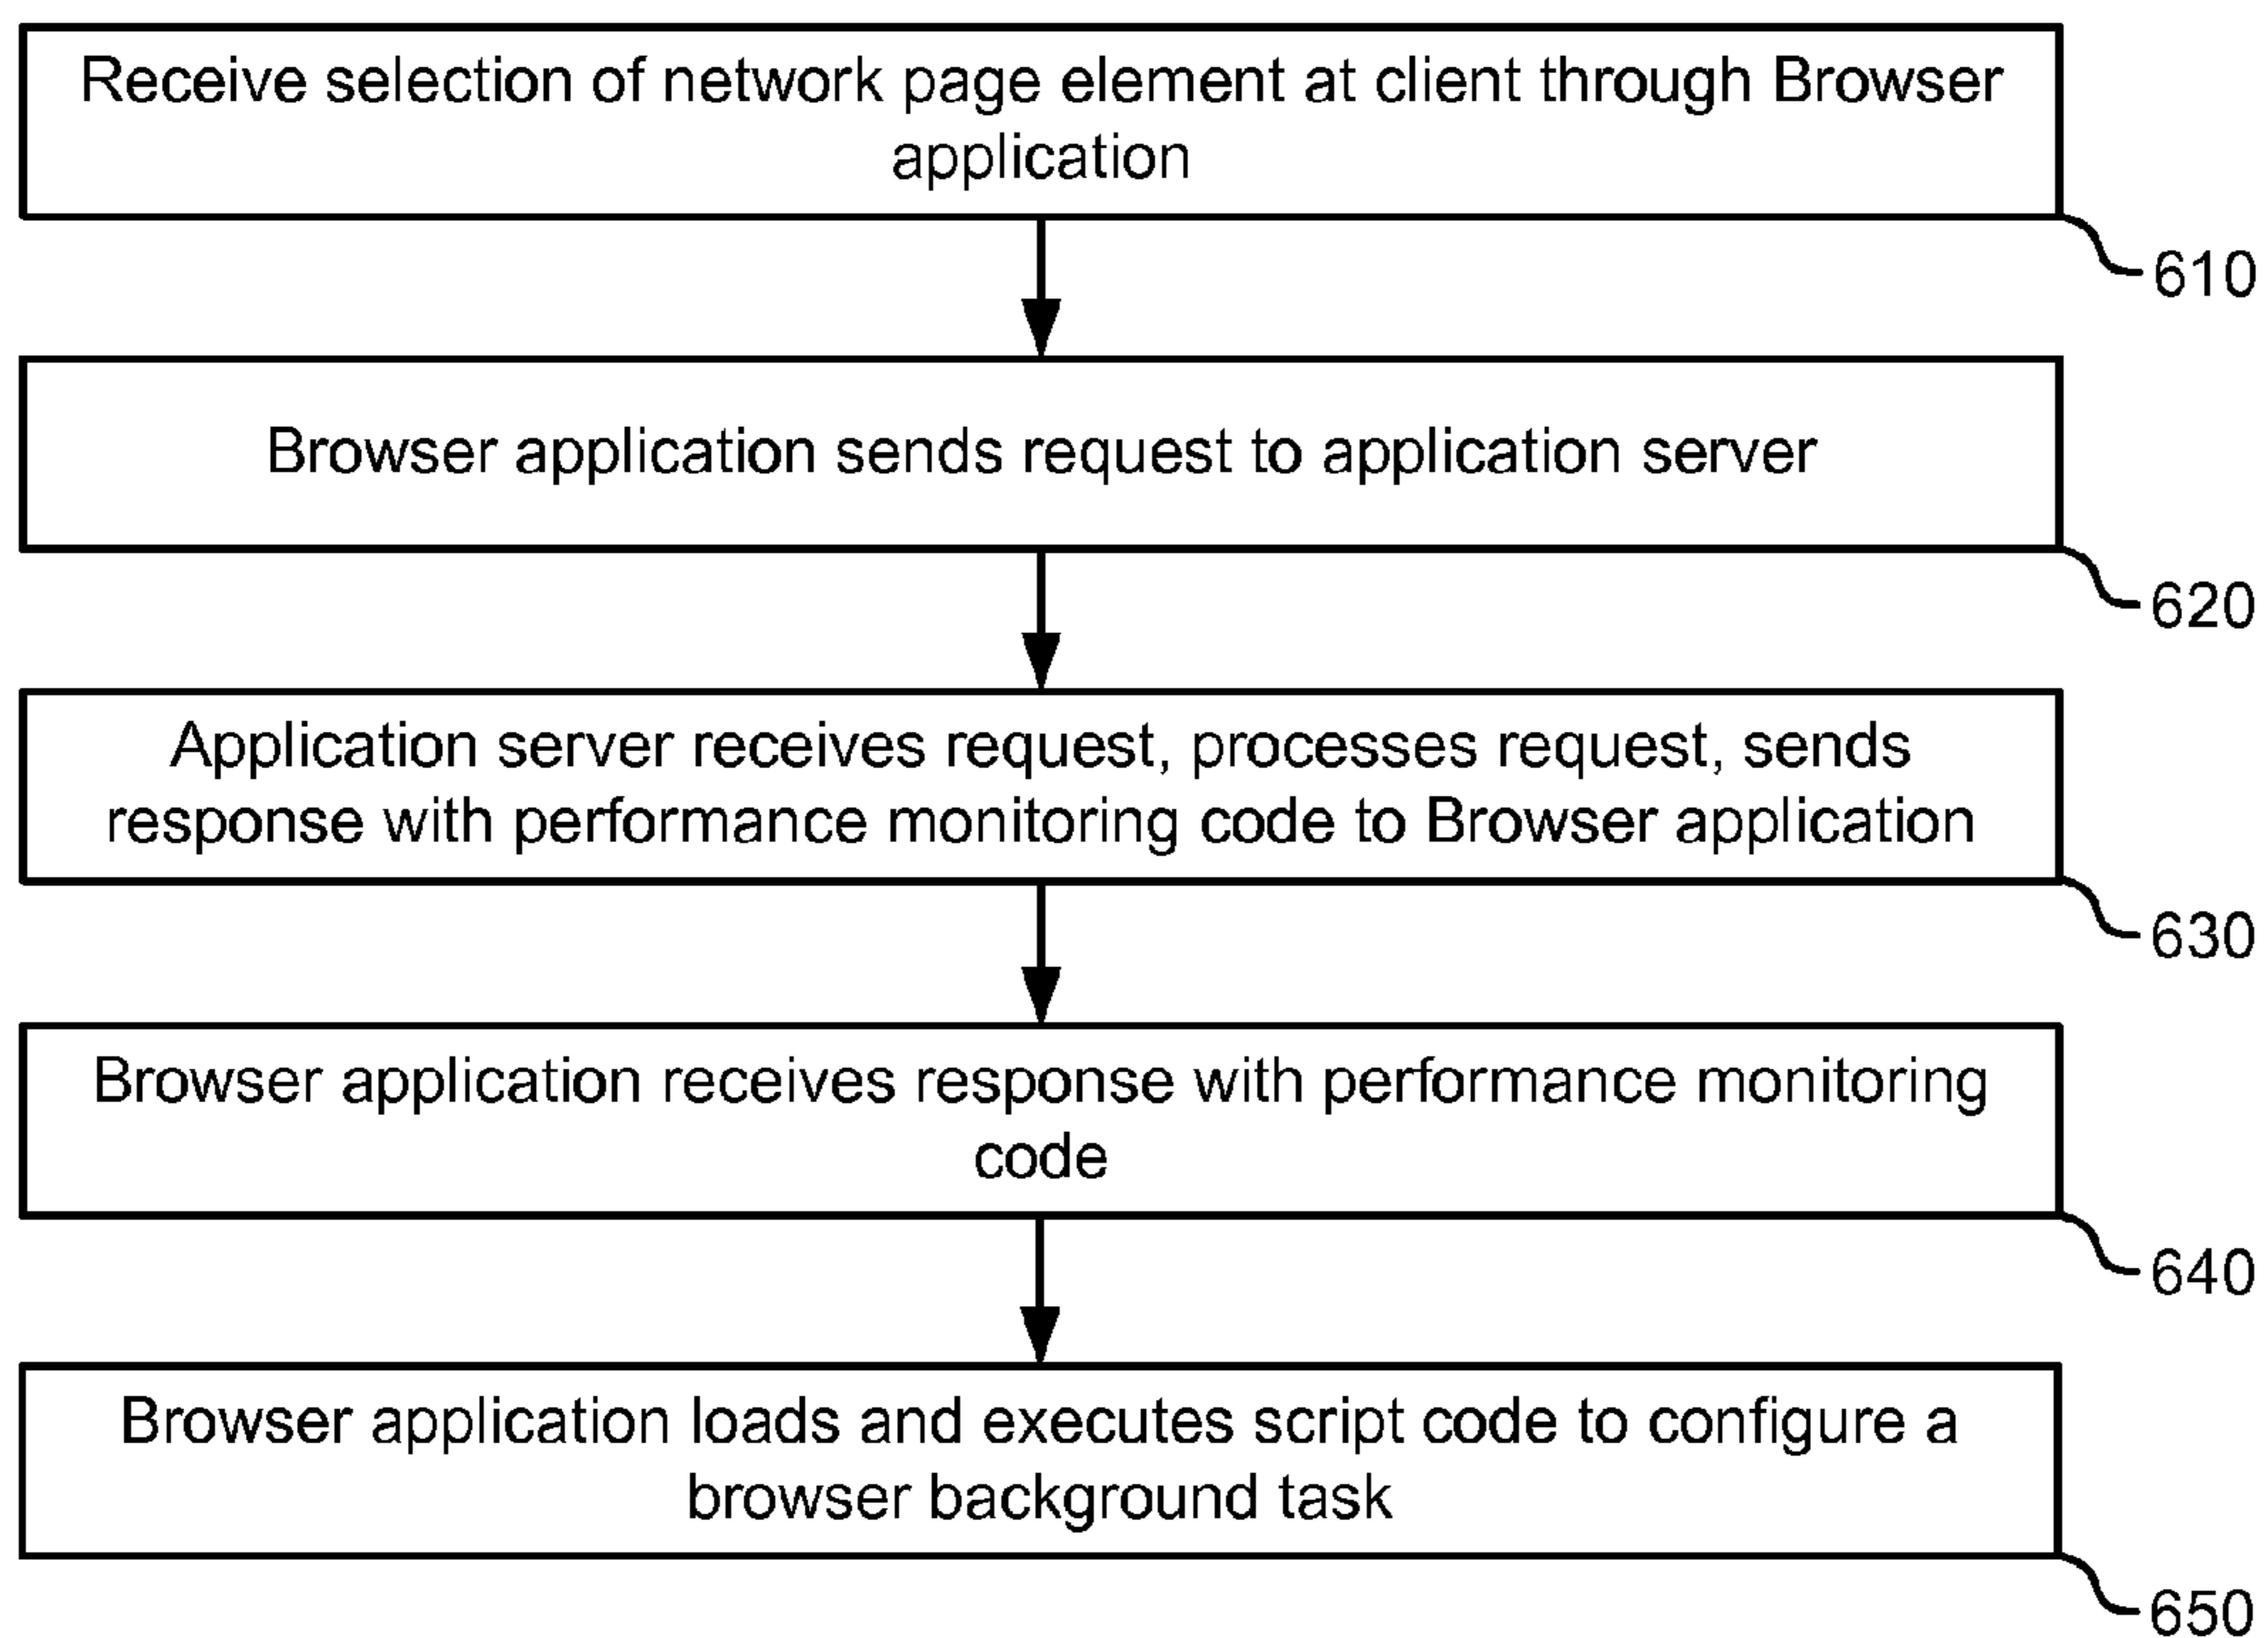 Receive selection of network page element at client through Browser
application
610
Browser application sends request to application server
620
Application server receives request, processes request, sends
response with performance monitoring code to Browser application
630
Browser application receives response with performance monitoring
code
640
Browser application loads and executes script code to configure a
browser background task
650